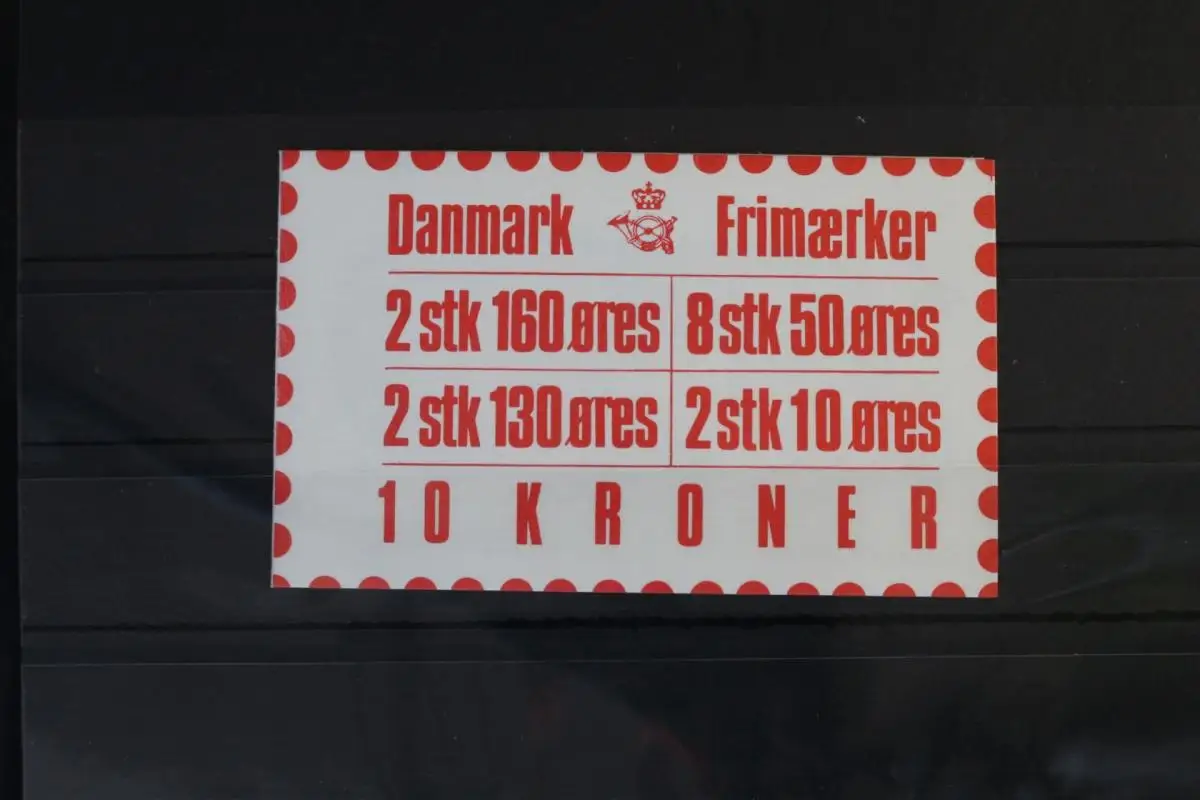 Danmark Frimærker
2 stk 160 øres 8 stk 50 øres
2 stk 130 øres 2 stk 10 øres
10 KRONER